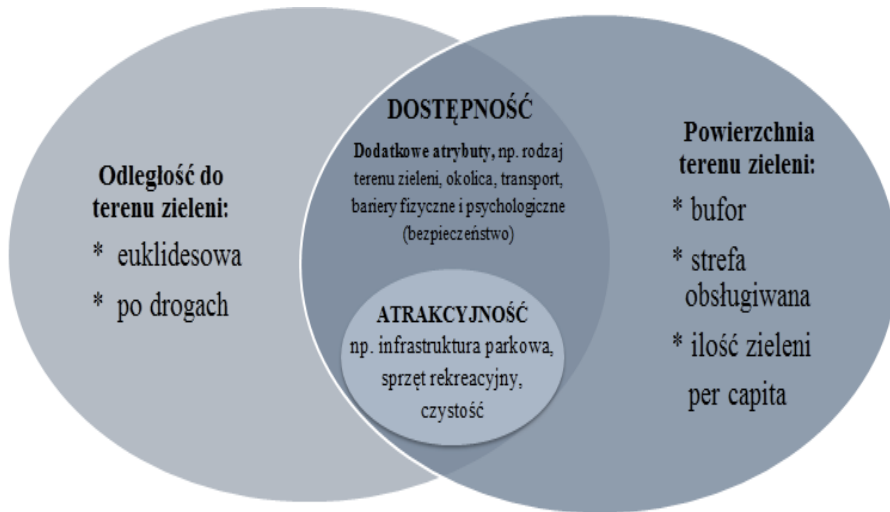 Odległość do
terenu zieleni:
* euklidesowa
* po drogach
DOSTĘPNOŚĆ
Dodatkowe atrybuty, np. rodzaj
terenu zieleni, okolica, transport,
bariery fizyczne i psychologiczne
(bezpieczeństwo)
ATRAKCYJNOŚĆ
np. infrastruktura parkowa,
sprzęt rekreacyjny,
czystość
Powierzchnia
terenu zieleni:
* bufor
* strefa
obsługiwana
* ilość zieleni
per capita